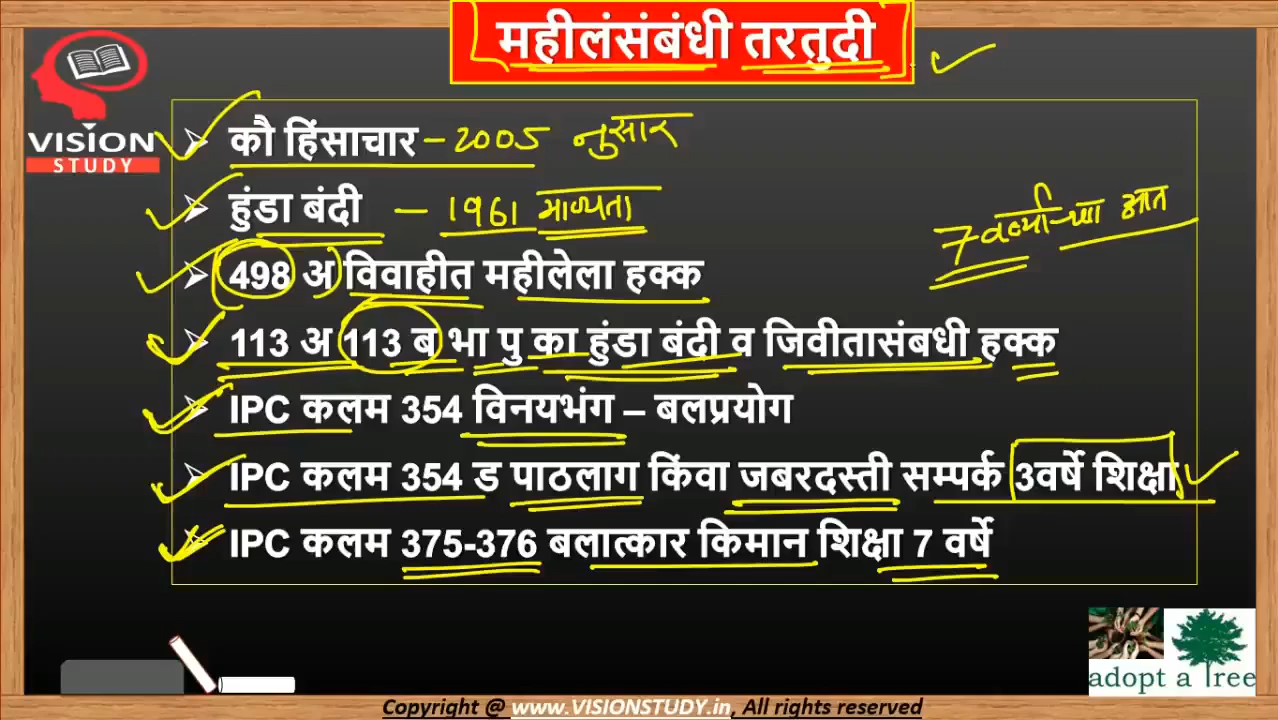 महीलंसंबंधी तरतुदी
VISION
STUDY
कौ हिंसाचार - 2005 नुसार
हुंडा बंदी - 1961 मान्यता
7 वर्षाच्या आत
498 अ विवाहीत महीलेला हक्क
113 अ 113 ब भा पु का हुंडा बंदी व जिवीतासंबधी हक्क
IPC कलम 354 विनयभंग – बलप्रयोग
IPC कलम 354 ड पाठलाग किंवा जबरदस्ती सम्पर्क 3वर्षे शिक्षा
IPC कलम 375-376 बलात्कार किमान शिक्षा 7 वर्षे
adopt a Tree
Copyright @ www.VISIONSTUDY.in, All rights reserved